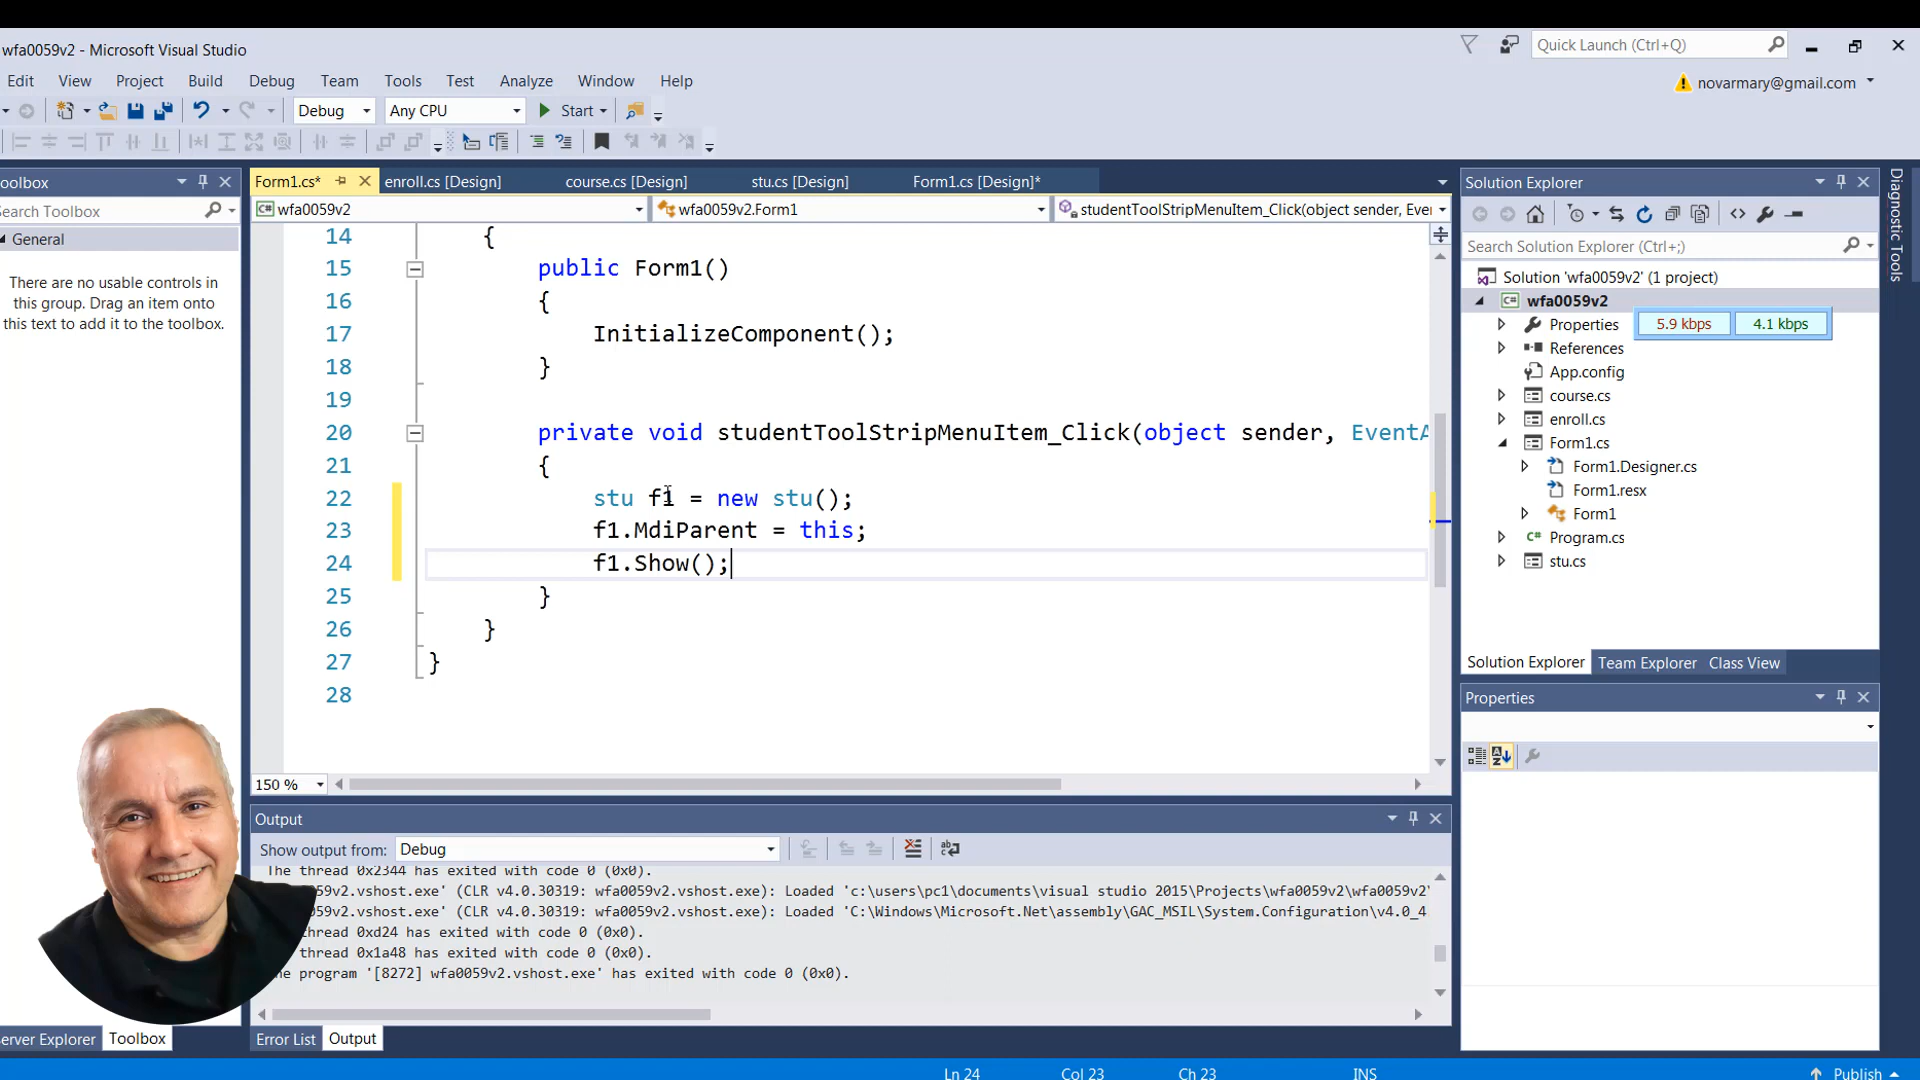 wfa0059v2 - Microsoft Visual Studio
Quick Launch (Ctrl+Q)
Edit View Project Build Debug Team Tools Test Analyze Window Help
novarmary@gmail.com
Debug Any CPU Start
oolbox
Search Toolbox
General
There are no usable controls in
this group. Drag an item onto
this text to add it to the toolbox.
Form1.cs* enroll.cs [Design] course.cs [Design] stu.cs [Design] Form1.cs [Design]*
wfa0059v2 wfa0059v2.Form1 studentToolStripMenuItem_Click(object sender, Ever
14 {
15 public Form1()
16 {
17 InitializeComponent();
18 }
19
20 private void studentToolStripMenuItem_Click(object sender, EventA
21 {
22 stu f1 = new stu();
23 f1.MdiParent = this;
24 f1.Show();
25 }
26 }
27 }
28
150 %
Output
Show output from: Debug
The thread 0x2344 has exited with code 0 (0x0).
0059v2.vshost.exe' (CLR v4.0.30319: wfa0059v2.vshost.exe): Loaded 'c:\users\pc1\documents\visual studio 2015\Projects\wfa0059v2\wfa0059v2\
0059v2.vshost.exe' (CLR v4.0.30319: wfa0059v2.vshost.exe): Loaded 'C:\Windows\Microsoft.Net\assembly\GAC_MSIL\System.Configuration\v4.0_4
thread 0xd24 has exited with code 0 (0x0).
thread 0x1a48 has exited with code 0 (0x0).
he program '[8272] wfa0059v2.vshost.exe' has exited with code 0 (0x0).
Error List Output
erver Explorer Toolbox
Solution Explorer
Search Solution Explorer (Ctrl+;)
Solution 'wfa0059v2' (1 project)
wfa0059v2
Properties
5.9 kbps 4.1 kbps
References
App.config
course.cs
enroll.cs
Form1.cs
Form1.Designer.cs
Form1.resx
Form1
Program.cs
stu.cs
Solution Explorer Team Explorer Class View
Properties
Diagnostic Tools
Ln 24 Col 23 Ch 23 INS Publish